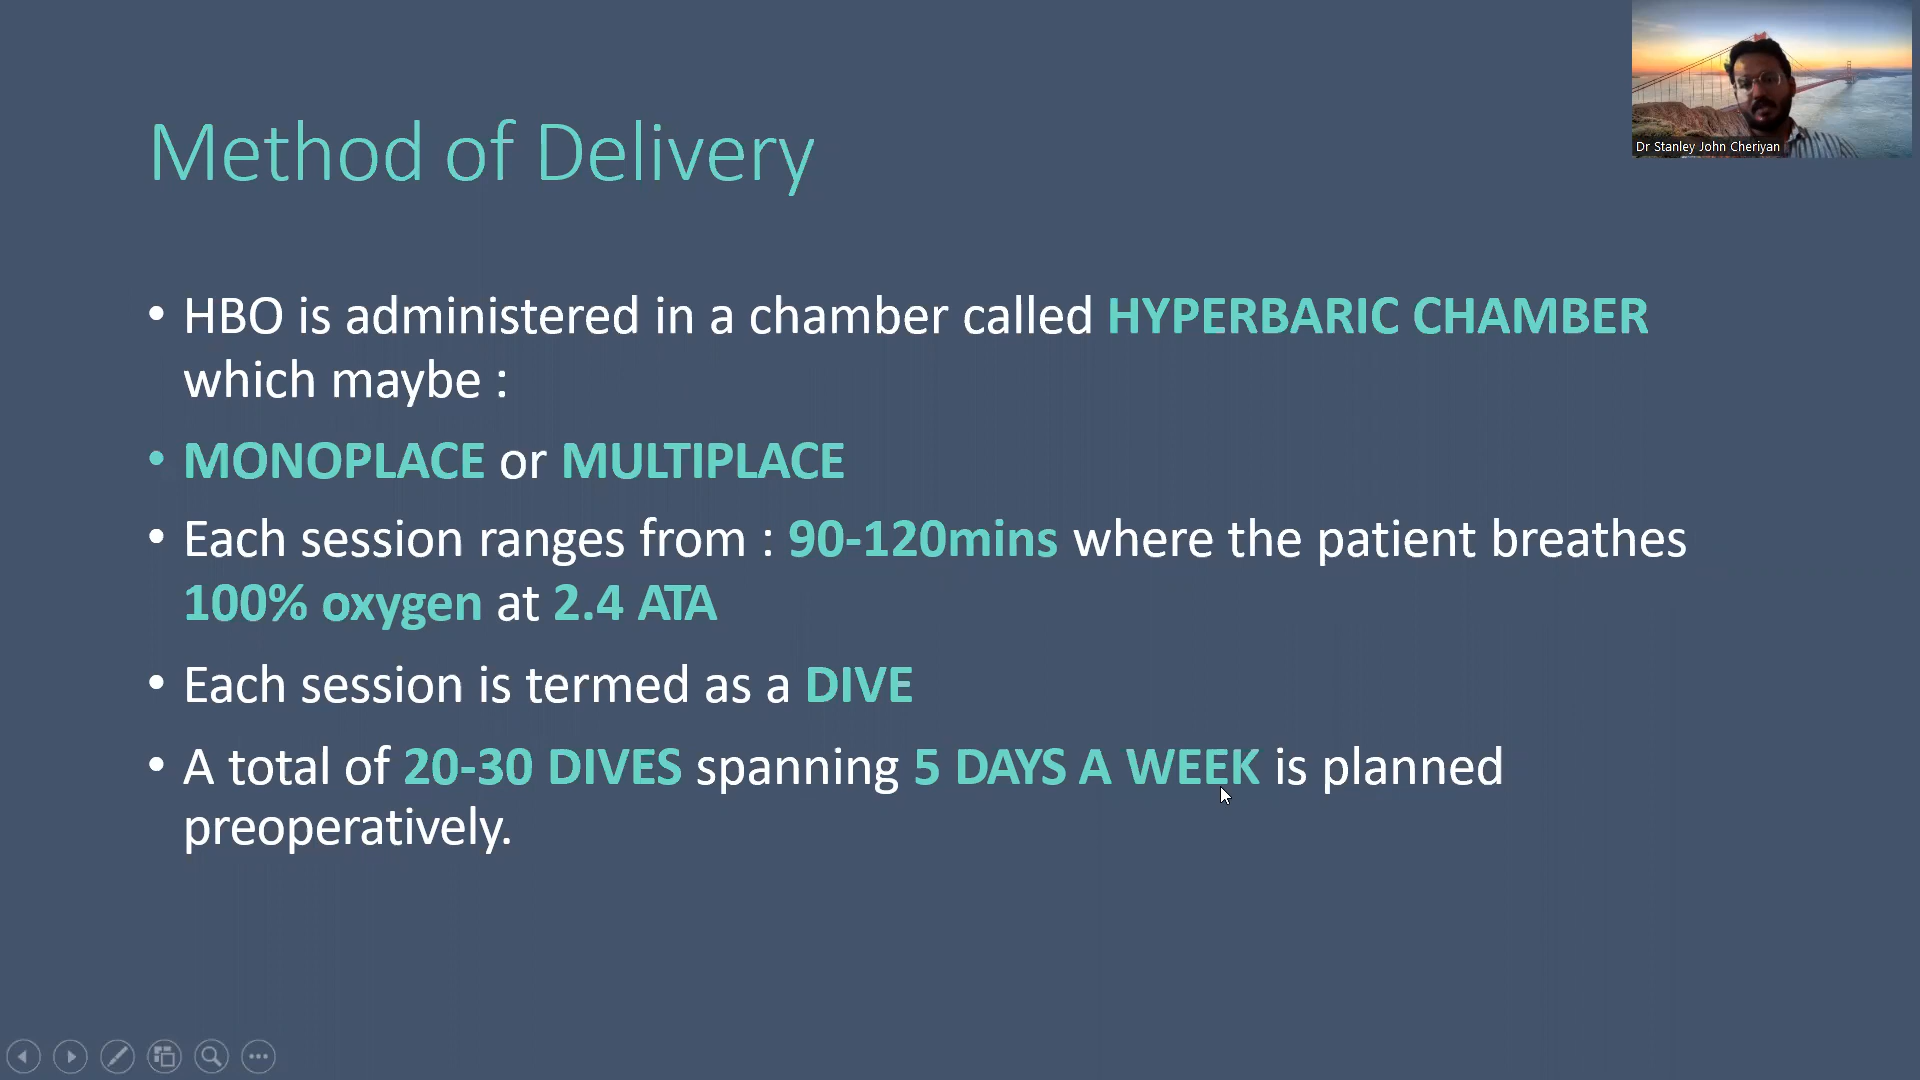 Dr Stanley John Cheriyan
Method of Delivery
• HBO is administered in a chamber called HYPERBARIC CHAMBER
which maybe :
• MONOPLACE or MULTIPLACE
• Each session ranges from : 90-120mins where the patient breathes
100% oxygen at 2.4 ATA
• Each session is termed as a DIVE
• A total of 20-30 DIVES spanning 5 DAYS A WEEK is planned
preoperatively.